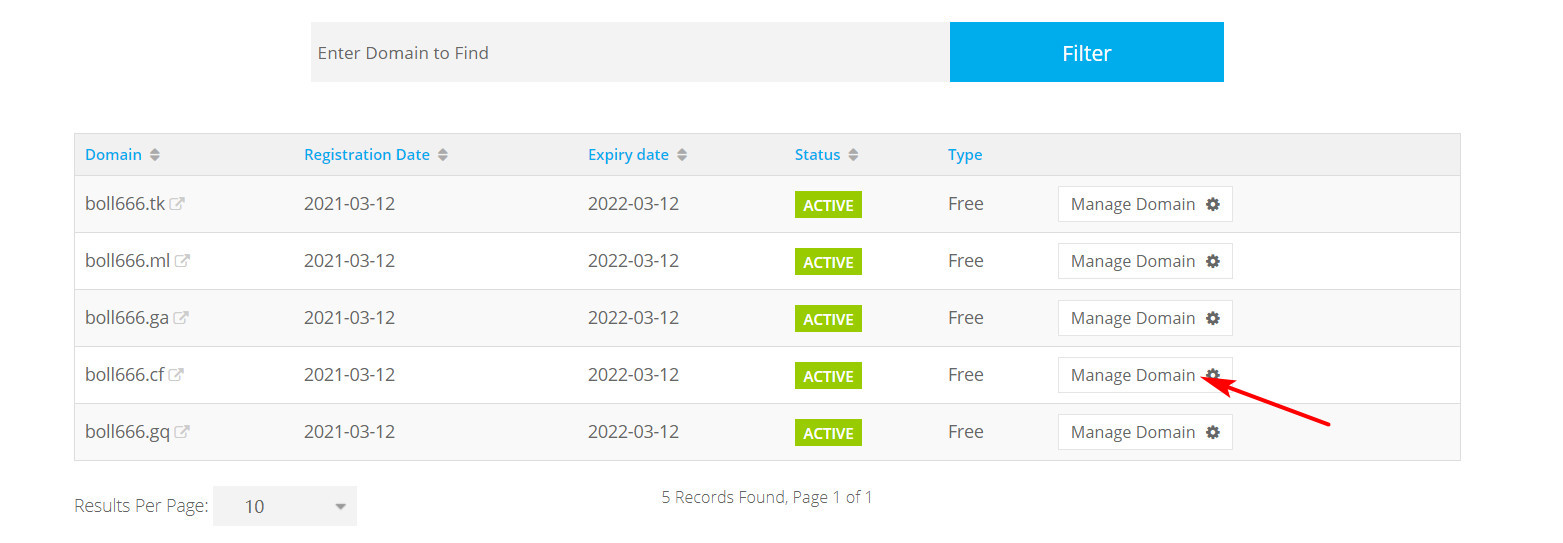 Enter Domain to Find Filter
Domain Registration Date Expiry date Status Type
boll666.tk 2021-03-12 2022-03-12 ACTIVE Free Manage Domain
boll666.ml 2021-03-12 2022-03-12 ACTIVE Free Manage Domain
boll666.ga 2021-03-12 2022-03-12 ACTIVE Free Manage Domain
boll666.cf 2021-03-12 2022-03-12 ACTIVE Free Manage Domain
boll666.gq 2021-03-12 2022-03-12 ACTIVE Free Manage Domain
Results Per Page: 10 5 Records Found, Page 1 of 1